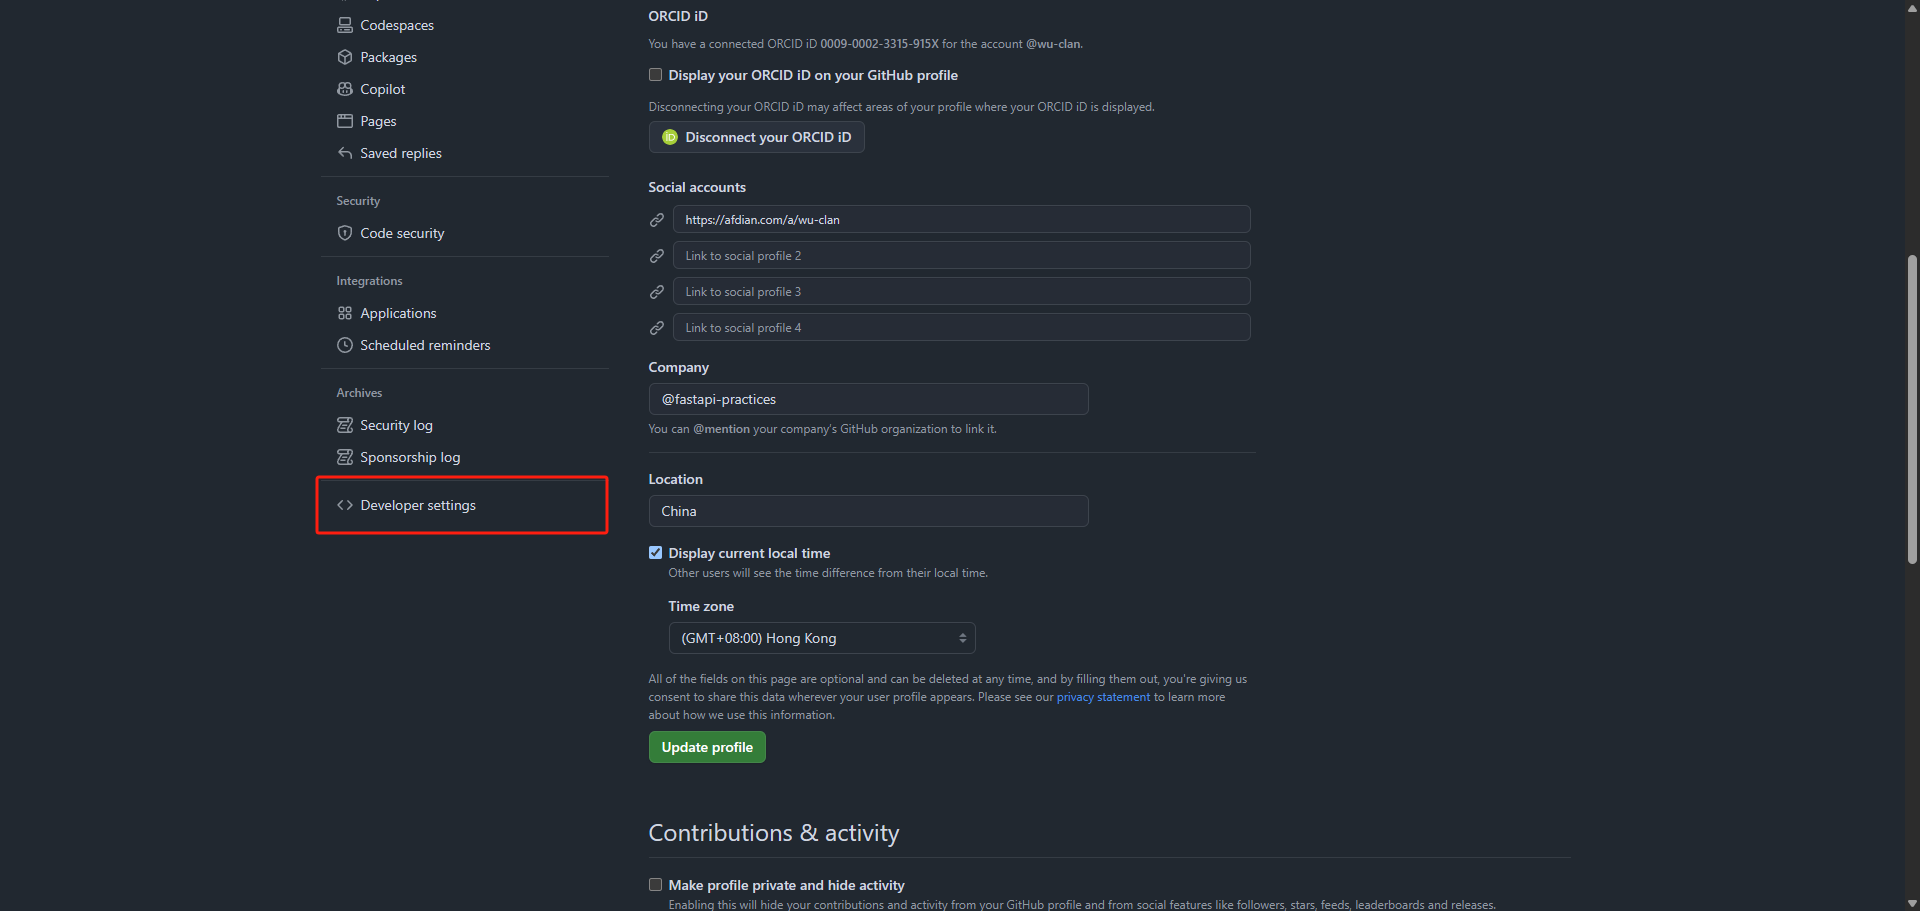 Codespaces
Packages
Copilot
Pages
Saved replies
Security
Code security
Integrations
Applications
Scheduled reminders
Archives
Security log
Sponsorship log
Developer settings
ORCID iD
You have a connected ORCID iD 0009-0002-3315-915X for the account @wu-clan.
Display your ORCID iD on your GitHub profile
Disconnecting your ORCID iD may affect areas of your profile where your ORCID iD is displayed.
iD Disconnect your ORCID iD
Social accounts
https://afdian.com/a/wu-clan
Link to social profile 2
Link to social profile 3
Link to social profile 4
Company
@fastapi-practices
You can @mention your company's GitHub organization to link it.
Location
China
Display current local time
Other users will see the time difference from their local time.
Time zone
(GMT+08:00) Hong Kong
All of the fields on this page are optional and can be deleted at any time, and by filling them out, you're giving us
consent to share this data wherever your user profile appears. Please see our privacy statement to learn more
about how we use this information.
Update profile
Contributions & activity
Make profile private and hide activity
Enabling this will hide your contributions and activity from your GitHub profile and from social features like followers, stars, feeds, leaderboards and releases.